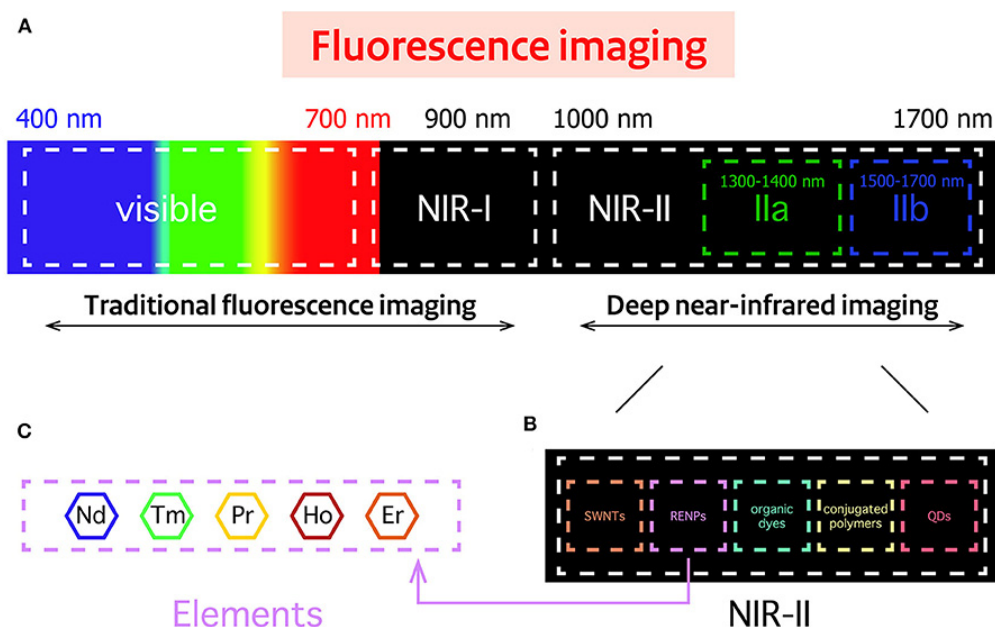 A
Fluorescence imaging
400 nm 700 nm 900 nm 1000 nm 1700 nm
visible NIR-I NIR-II
1300-1400 nm
IIa
1500-1700 nm
IIb
Traditional fluorescence imaging
Deep near-infrared imaging
C
Nd Tm Pr Ho Er
Elements
B
SWNTs
RENPs
organic
dyes
conjugated
polymers
QDs
NIR-II